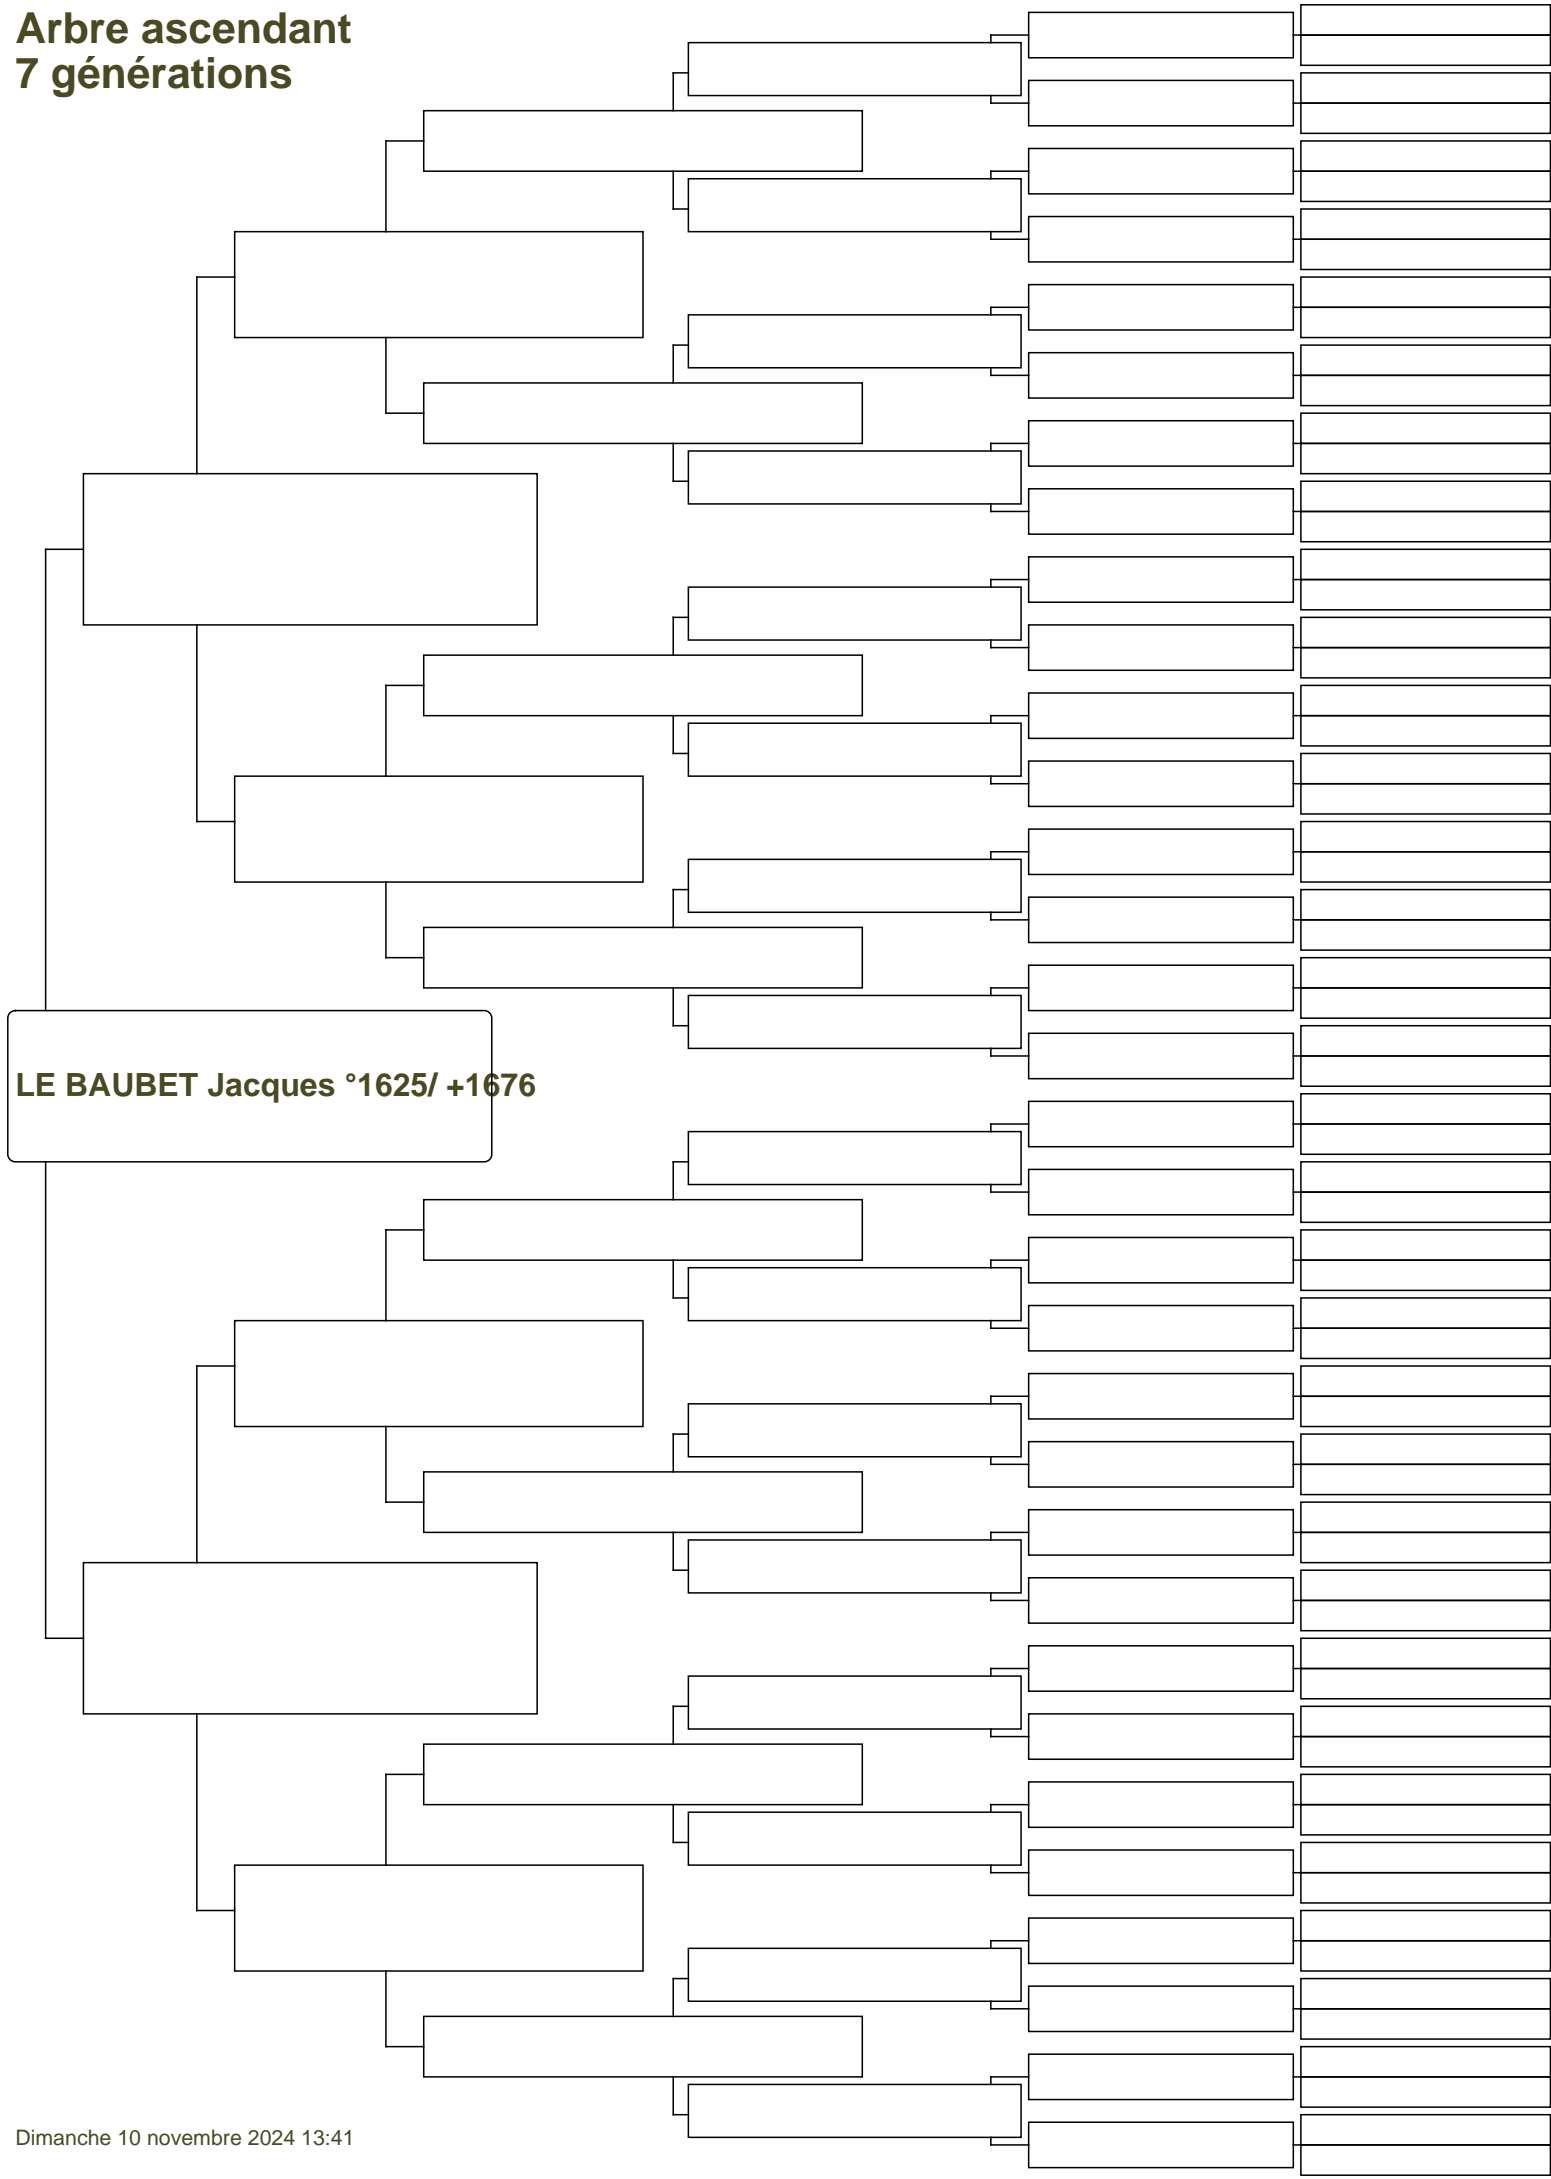 Arbre ascendant
7 générations
LE BAUBET Jacques °1625/ +1676
Dimanche 10 novembre 2024 13:41